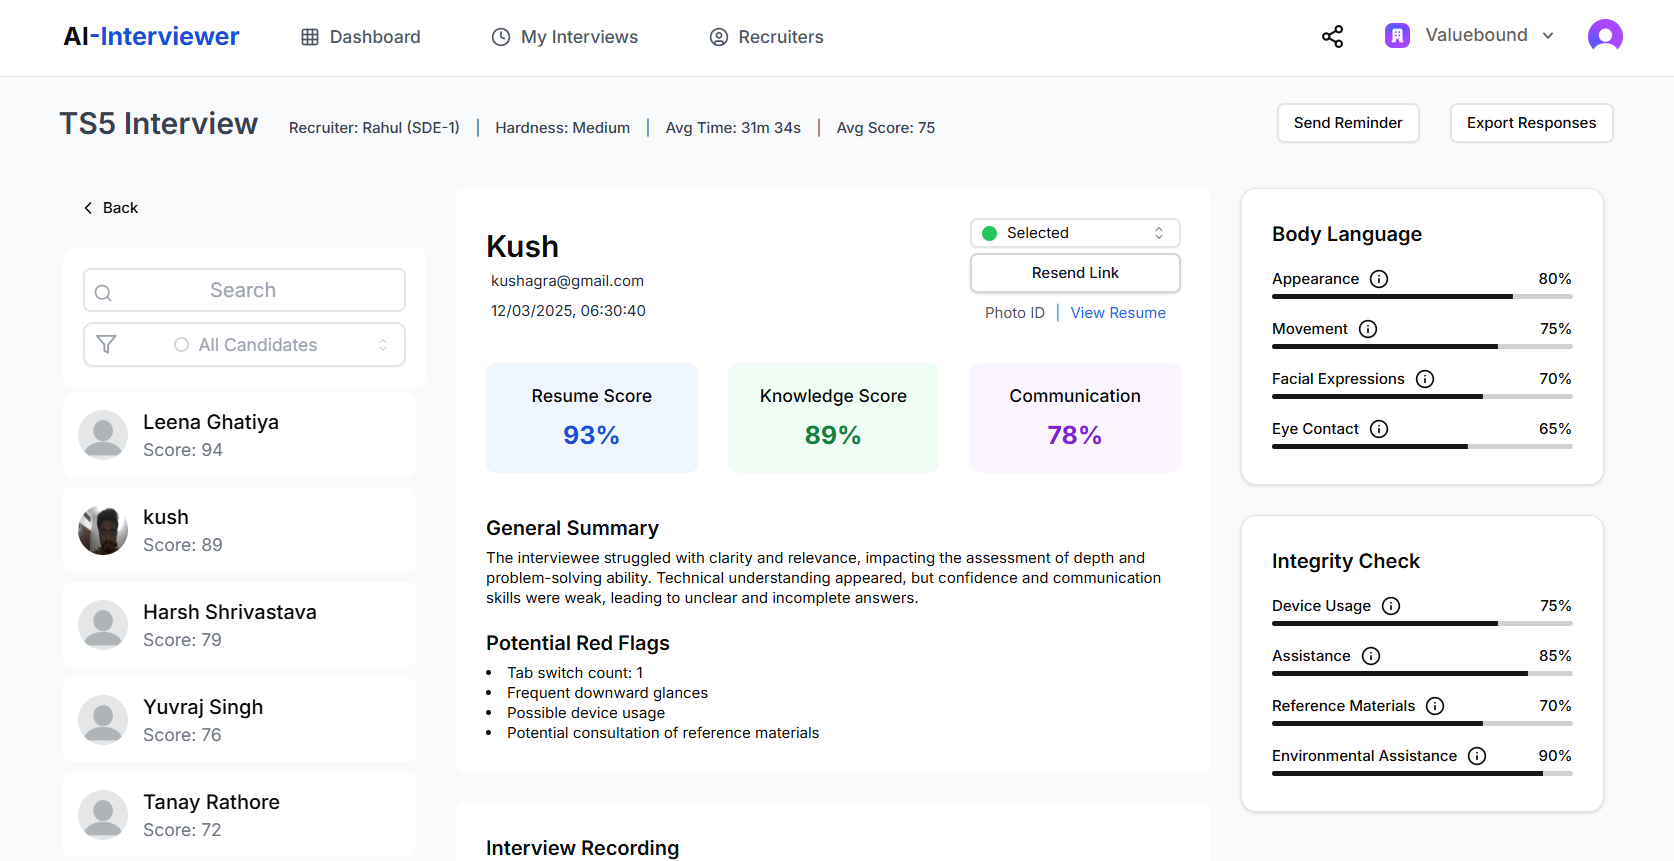 AI-Interviewer
Dashboard
My Interviews
Recruiters
Valuebound
TS5 Interview
Recruiter: Rahul (SDE-1) | Hardness: Medium | Avg Time: 31m 34s | Avg Score: 75
Send Reminder
Export Responses
Back
Search
All Candidates
Leena Ghatiya
Score: 94
kush
Score: 89
Harsh Shrivastava
Score: 79
Yuvraj Singh
Score: 76
Tanay Rathore
Score: 72
Kush
kushagra@gmail.com
12/03/2025, 06:30:40
Selected
Resend Link
Photo ID | View Resume
Resume Score
93%
Knowledge Score
89%
Communication
78%
General Summary
The interviewee struggled with clarity and relevance, impacting the assessment of depth and
problem-solving ability. Technical understanding appeared, but confidence and communication
skills were weak, leading to unclear and incomplete answers.
Potential Red Flags
• Tab switch count: 1
• Frequent downward glances
• Possible device usage
• Potential consultation of reference materials
Interview Recording
Body Language
Appearance 80%
Movement 75%
Facial Expressions 70%
Eye Contact 65%
Integrity Check
Device Usage 75%
Assistance 85%
Reference Materials 70%
Environmental Assistance 90%